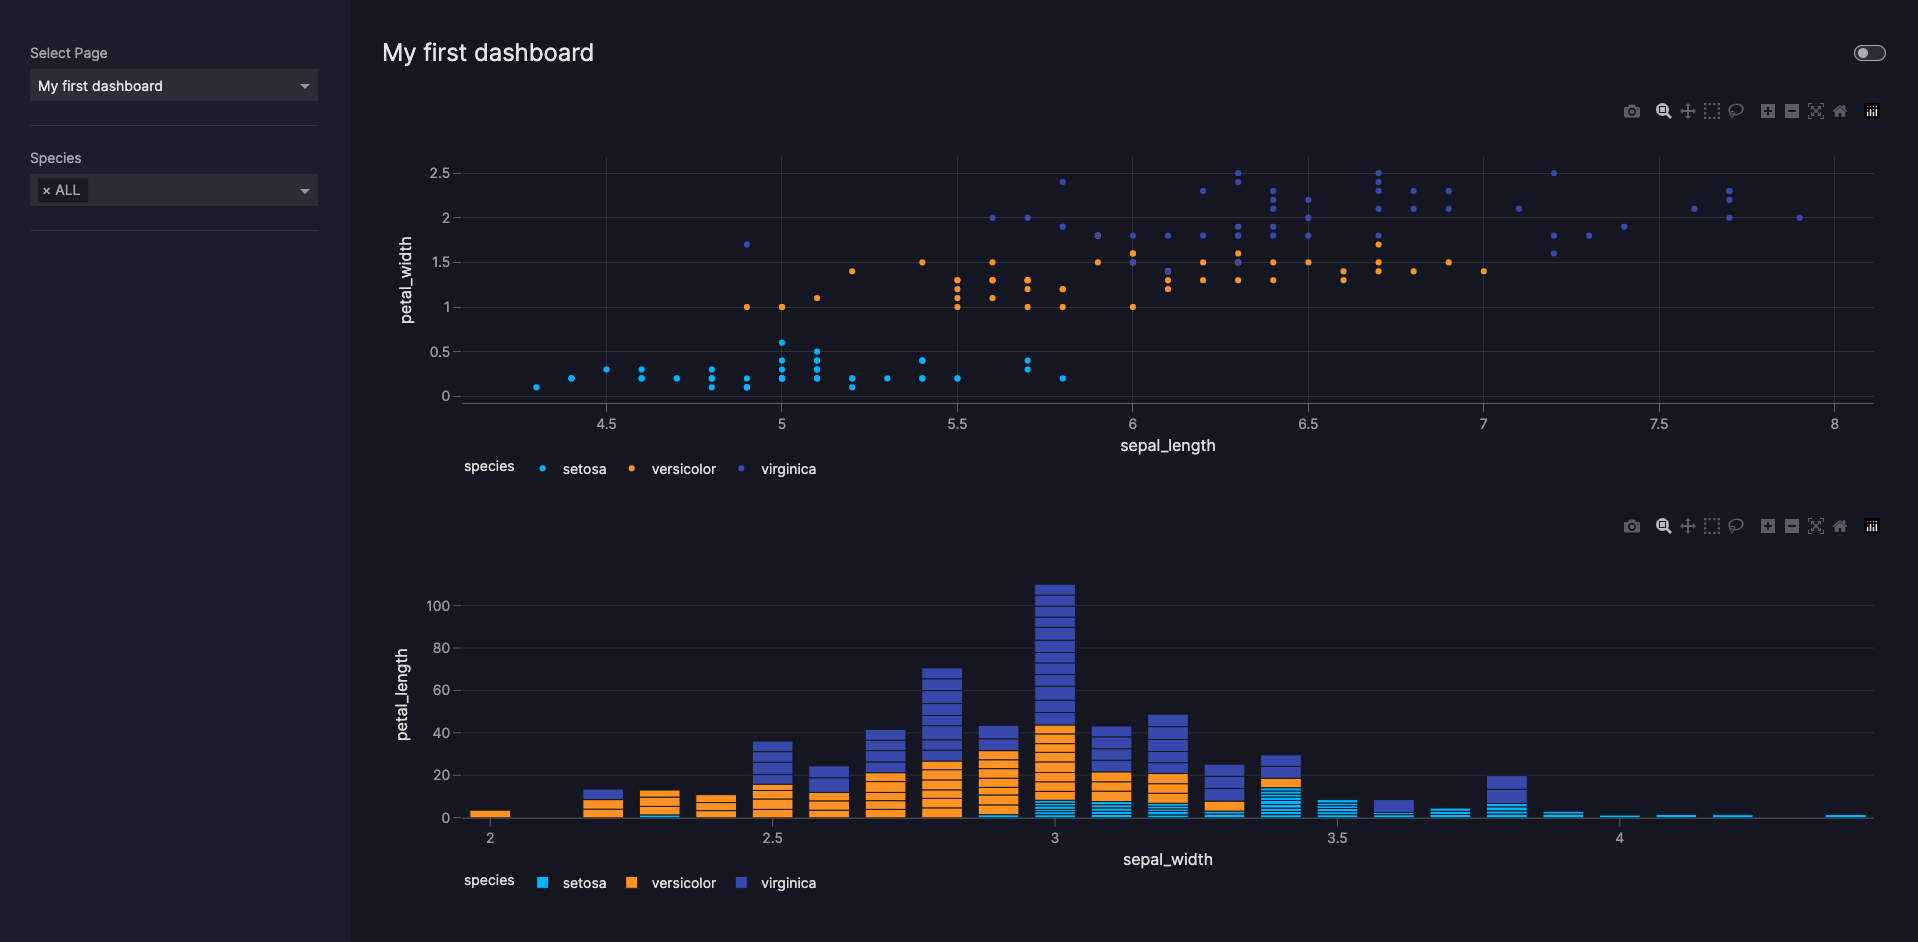 Select Page
My first dashboard
Species
× ALL
My first dashboard
2.5
2
1.5
1
0.5
0
petal_width
4.5 5 5.5 6 6.5 7 7.5 8
sepal_length
species setosa versicolor virginica
100
80
60
40
20
0
petal_length
2 2.5 3 3.5 4
sepal_width
species setosa versicolor virginica